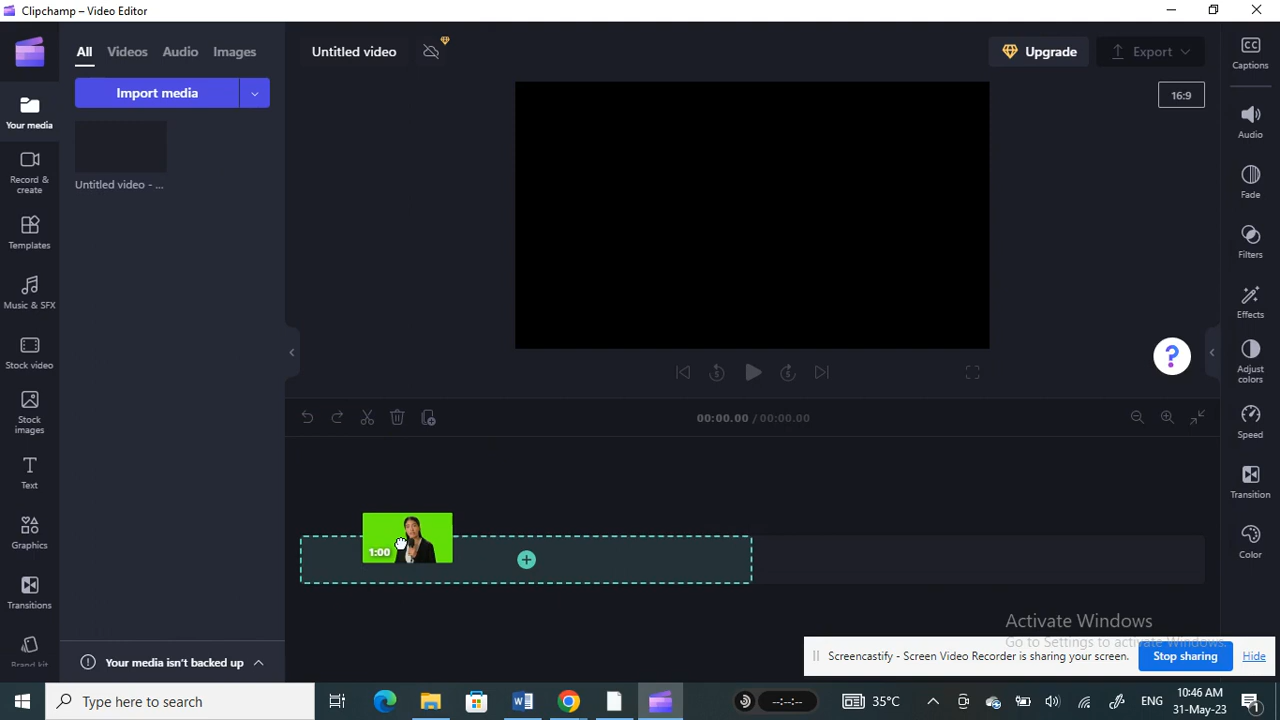 Clipchamp – Video Editor
All Videos Audio Images
Untitled video
Upgrade
Export
Captions
Import media
16:9
Your media
Audio
Record &
create
Untitled video - ...
Fade
Templates
Filters
Music & SFX
Effects
Stock video
?
5
5
Adjust
colors
Stock
images
00:00.00 / 00:00.00
Speed
Text
Transition
Graphics
1:00
+
Color
Transitions
Activate Windows
Go to Settings to activate Windows.
Brand kit
Your media isn't backed up
Screencastify - Screen Video Recorder is sharing your screen.
Stop sharing
Hide
Type here to search
--:--:--
35°C
ENG
10:46 AM
31-May-23
1